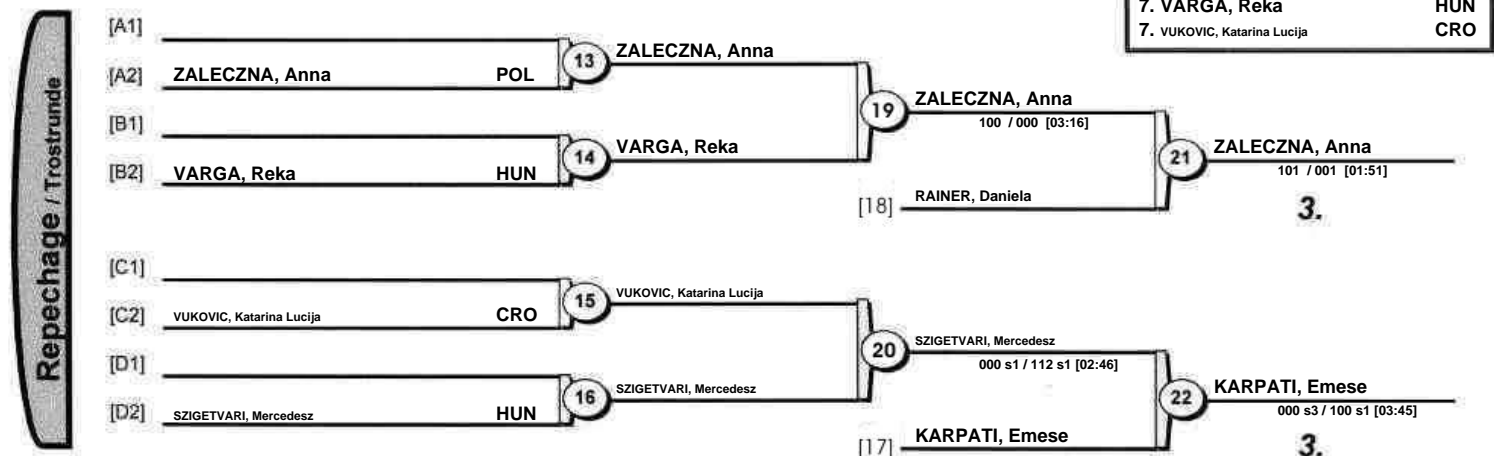 7. VARGA, Reka HUN
7. VUKOVIC, Katarina Lucija CRO
Repechage / Trostrunde
[A1]
[A2] ZALECZNA, Anna POL
13 ZALECZNA, Anna
[B1]
[B2] VARGA, Reka HUN
14 VARGA, Reka
19 ZALECZNA, Anna
100 / 000 [03:16]
[18] RAINER, Daniela
21 ZALECZNA, Anna
101 / 001 [01:51]
3.
[C1]
[C2] VUKOVIC, Katarina Lucija CRO
15 VUKOVIC, Katarina Lucija
[D1]
[D2] SZIGETVARI, Mercedesz HUN
16 SZIGETVARI, Mercedesz
20 SZIGETVARI, Mercedesz
000 s1 / 112 s1 [02:46]
[17] KARPATI, Emese
22 KARPATI, Emese
000 s3 / 100 s1 [03:45]
3.